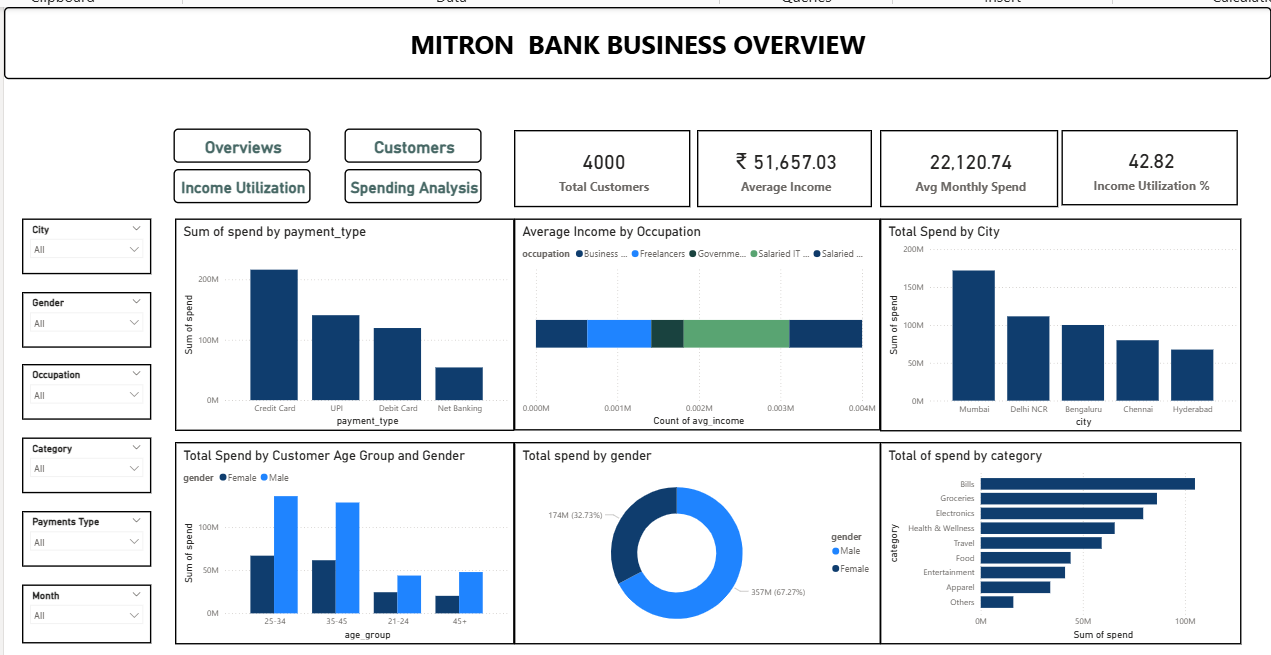 MITRON  BANK BUSINESS OVERVIEW
Overviews
Customers
Income Utilization
Spending Analysis
4000
Total Customers
₹ 51,657.03
Average Income
22,120.74
Avg Monthly Spend
42.82
Income Utilization %
City
All
Gender
All
Occupation
All
Category
All
Payments Type
All
Month
All
Sum of spend by payment_type
Sum of spend
200M
100M
0M
Credit Card UPI Debit Card Net Banking
payment_type
Average Income by Occupation
occupation Business ... Freelancers Governme... Salaried IT ... Salaried ...
0.000M 0.001M 0.002M 0.003M 0.004M
Count of avg_income
Total Spend by City
Sum of spend
200M
150M
100M
50M
0M
Mumbai Delhi NCR Bengaluru Chennai Hyderabad
city
Total Spend by Customer Age Group and Gender
gender Female Male
Sum of spend
100M
50M
0M
25-34 35-45 21-24 45+
age_group
Total spend by gender
174M (32.73%)
357M (67.27%)
gender
Male
Female
Total of spend by category
category
Bills
Groceries
Electronics
Health & Wellness
Travel
Food
Entertainment
Apparel
Others
0M 50M 100M
Sum of spend